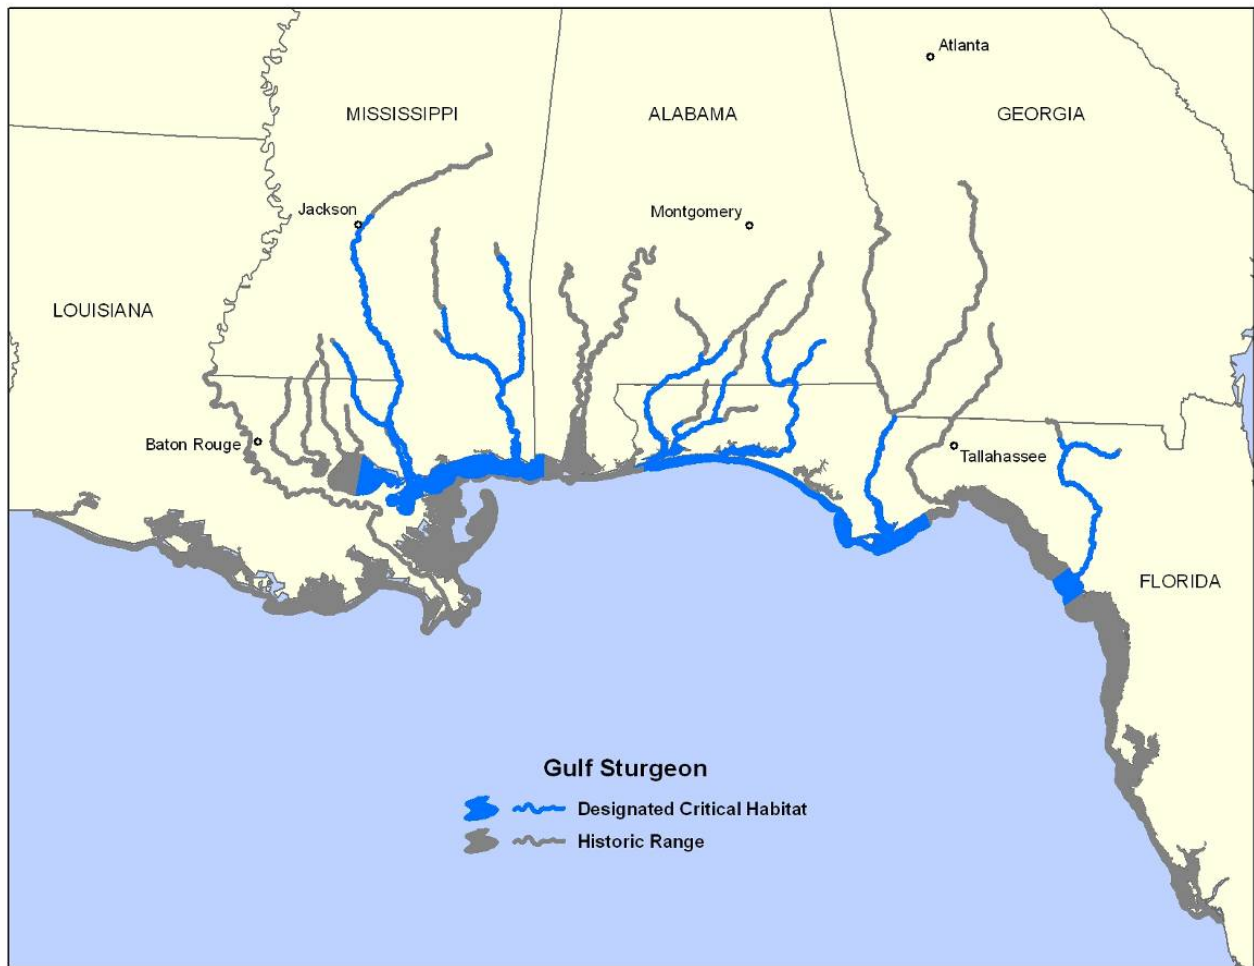 Atlanta
MISSISSIPPI
ALABAMA
GEORGIA
Jackson
Montgomery
LOUISIANA
Baton Rouge
Tallahassee
FLORIDA
Gulf Sturgeon
Designated Critical Habitat
Historic Range